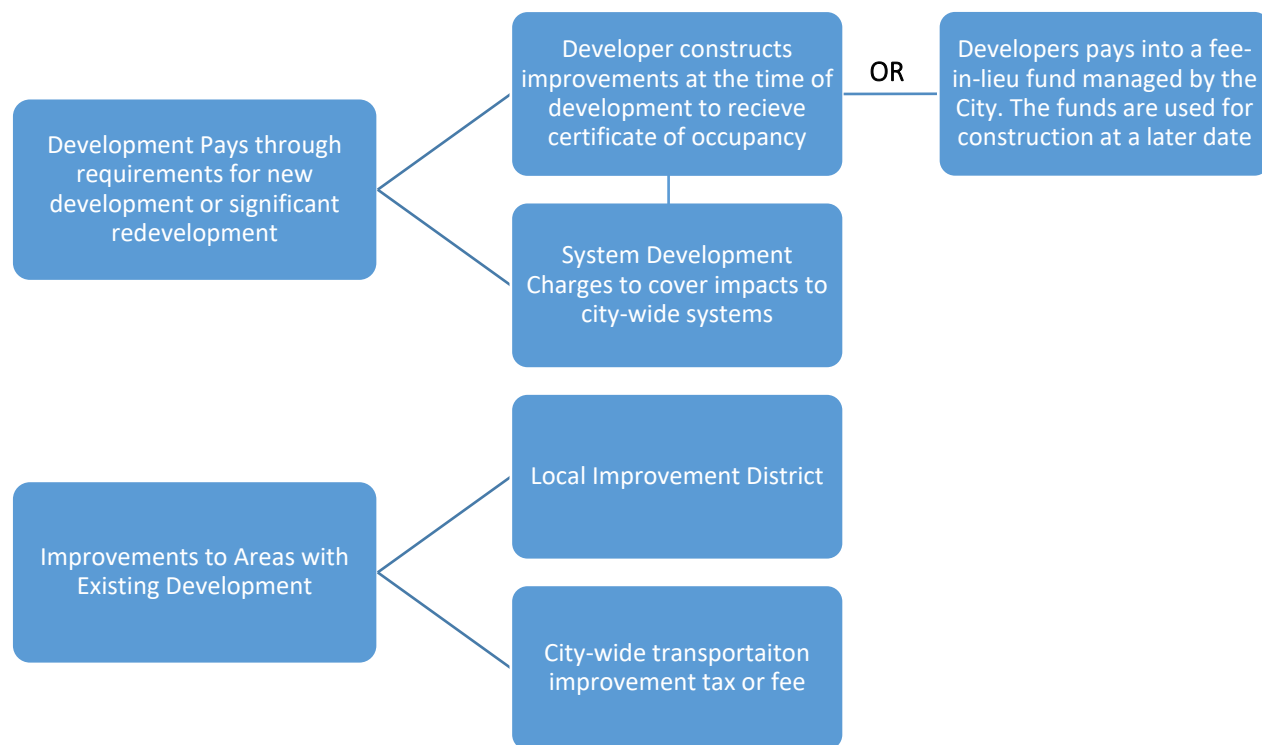 Development Pays through
requirements for new
development or significant
redevelopment
Developer constructs
improvements at the time of
development to recieve
certificate of occupancy
OR
Developers pays into a fee-
in-lieu fund managed by the
City. The funds are used for
construction at a later date
System Development
Charges to cover impacts to
city-wide systems
Improvements to Areas with
Existing Development
Local Improvement District
City-wide transportaiton
improvement tax or fee